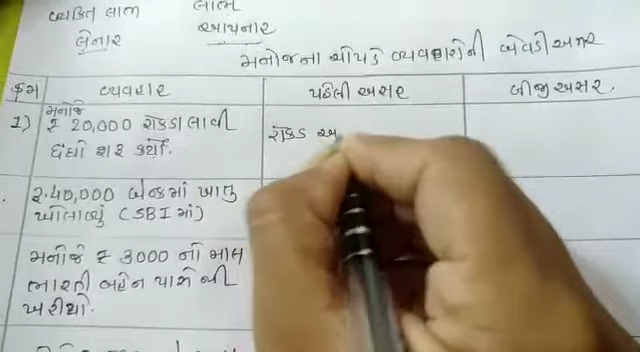 વ્યકિત લાભ લાભ
લેનાર આપનાર
મનોજના ચોપડે વ્યવહારોની બેવડી અસર
ક્રમ વ્યવહાર પહેલી અસર બીજી અસર.
મનોજે
1) ₹ 20,000 રોકડા લાવી રોકડ અ
ધંધો શરૂ કર્યો.
રૂ.40,000 બેન્કમાં ખાતુ
ખોલાવ્યું (SBI માં)
મનોજે ₹ 3000 નો માલ
ભારતી બહેન પાસેથી
ખરીદ્યો.